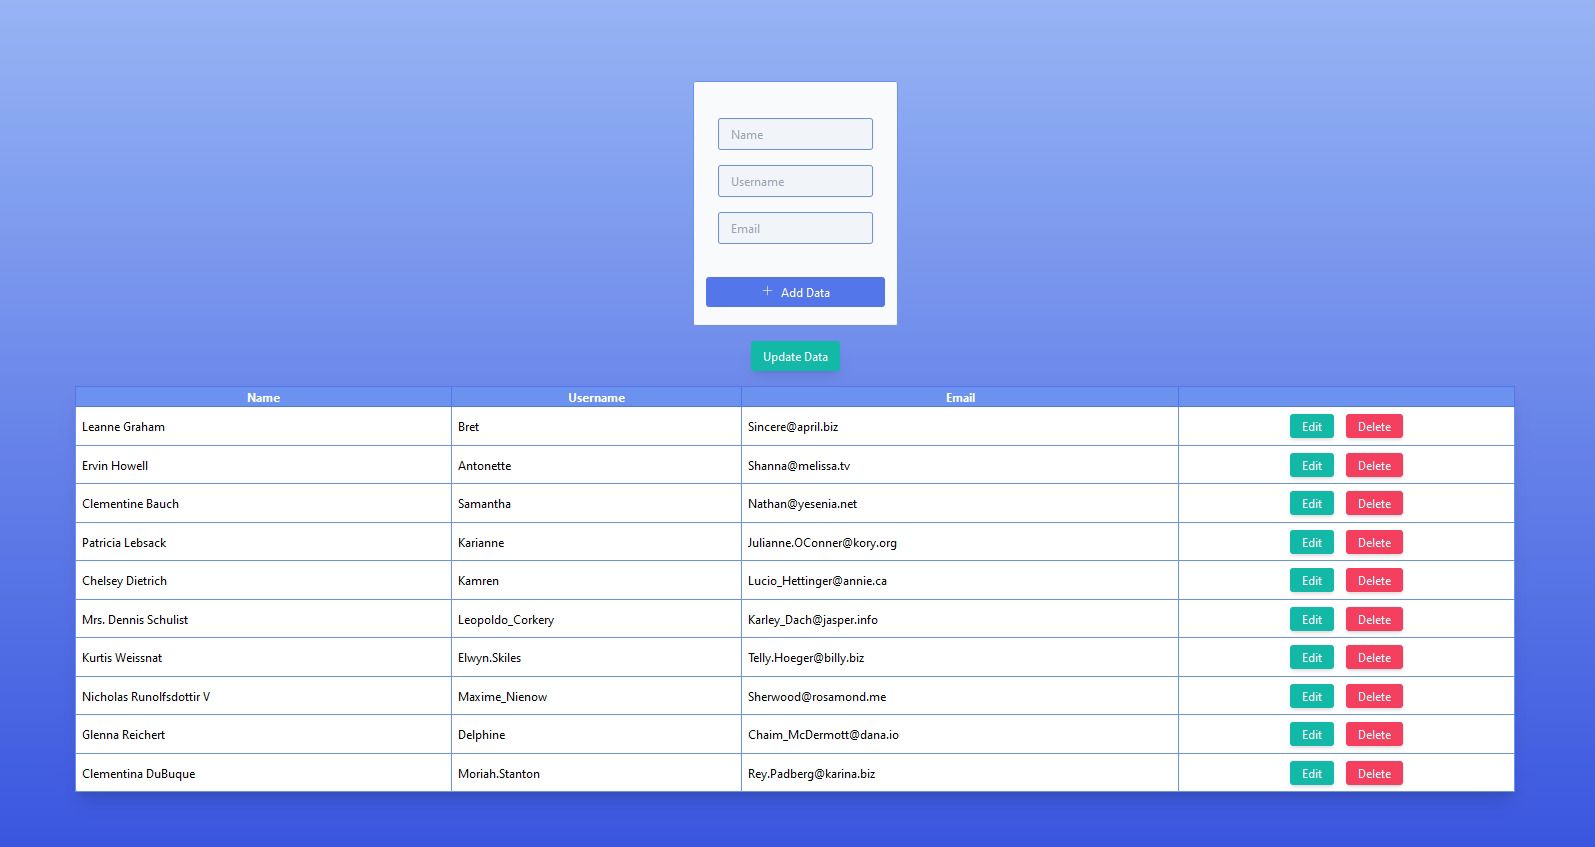 Name
Username
Email
+ Add Data
Update Data
Name Username Email
Leanne Graham Bret Sincere@april.biz Edit Delete
Ervin Howell Antonette Shanna@melissa.tv Edit Delete
Clementine Bauch Samantha Nathan@yesenia.net Edit Delete
Patricia Lebsack Karianne Julianne.OConner@kory.org Edit Delete
Chelsey Dietrich Kamren Lucio_Hettinger@annie.ca Edit Delete
Mrs. Dennis Schulist Leopoldo_Corkery Karley_Dach@jasper.info Edit Delete
Kurtis Weissnat Elwyn.Skiles Telly.Hoeger@billy.biz Edit Delete
Nicholas Runolfsdottir V Maxime_Nienow Sherwood@rosamond.me Edit Delete
Glenna Reichert Delphine Chaim_McDermott@dana.io Edit Delete
Clementina DuBuque Moriah.Stanton Rey.Padberg@karina.biz Edit Delete